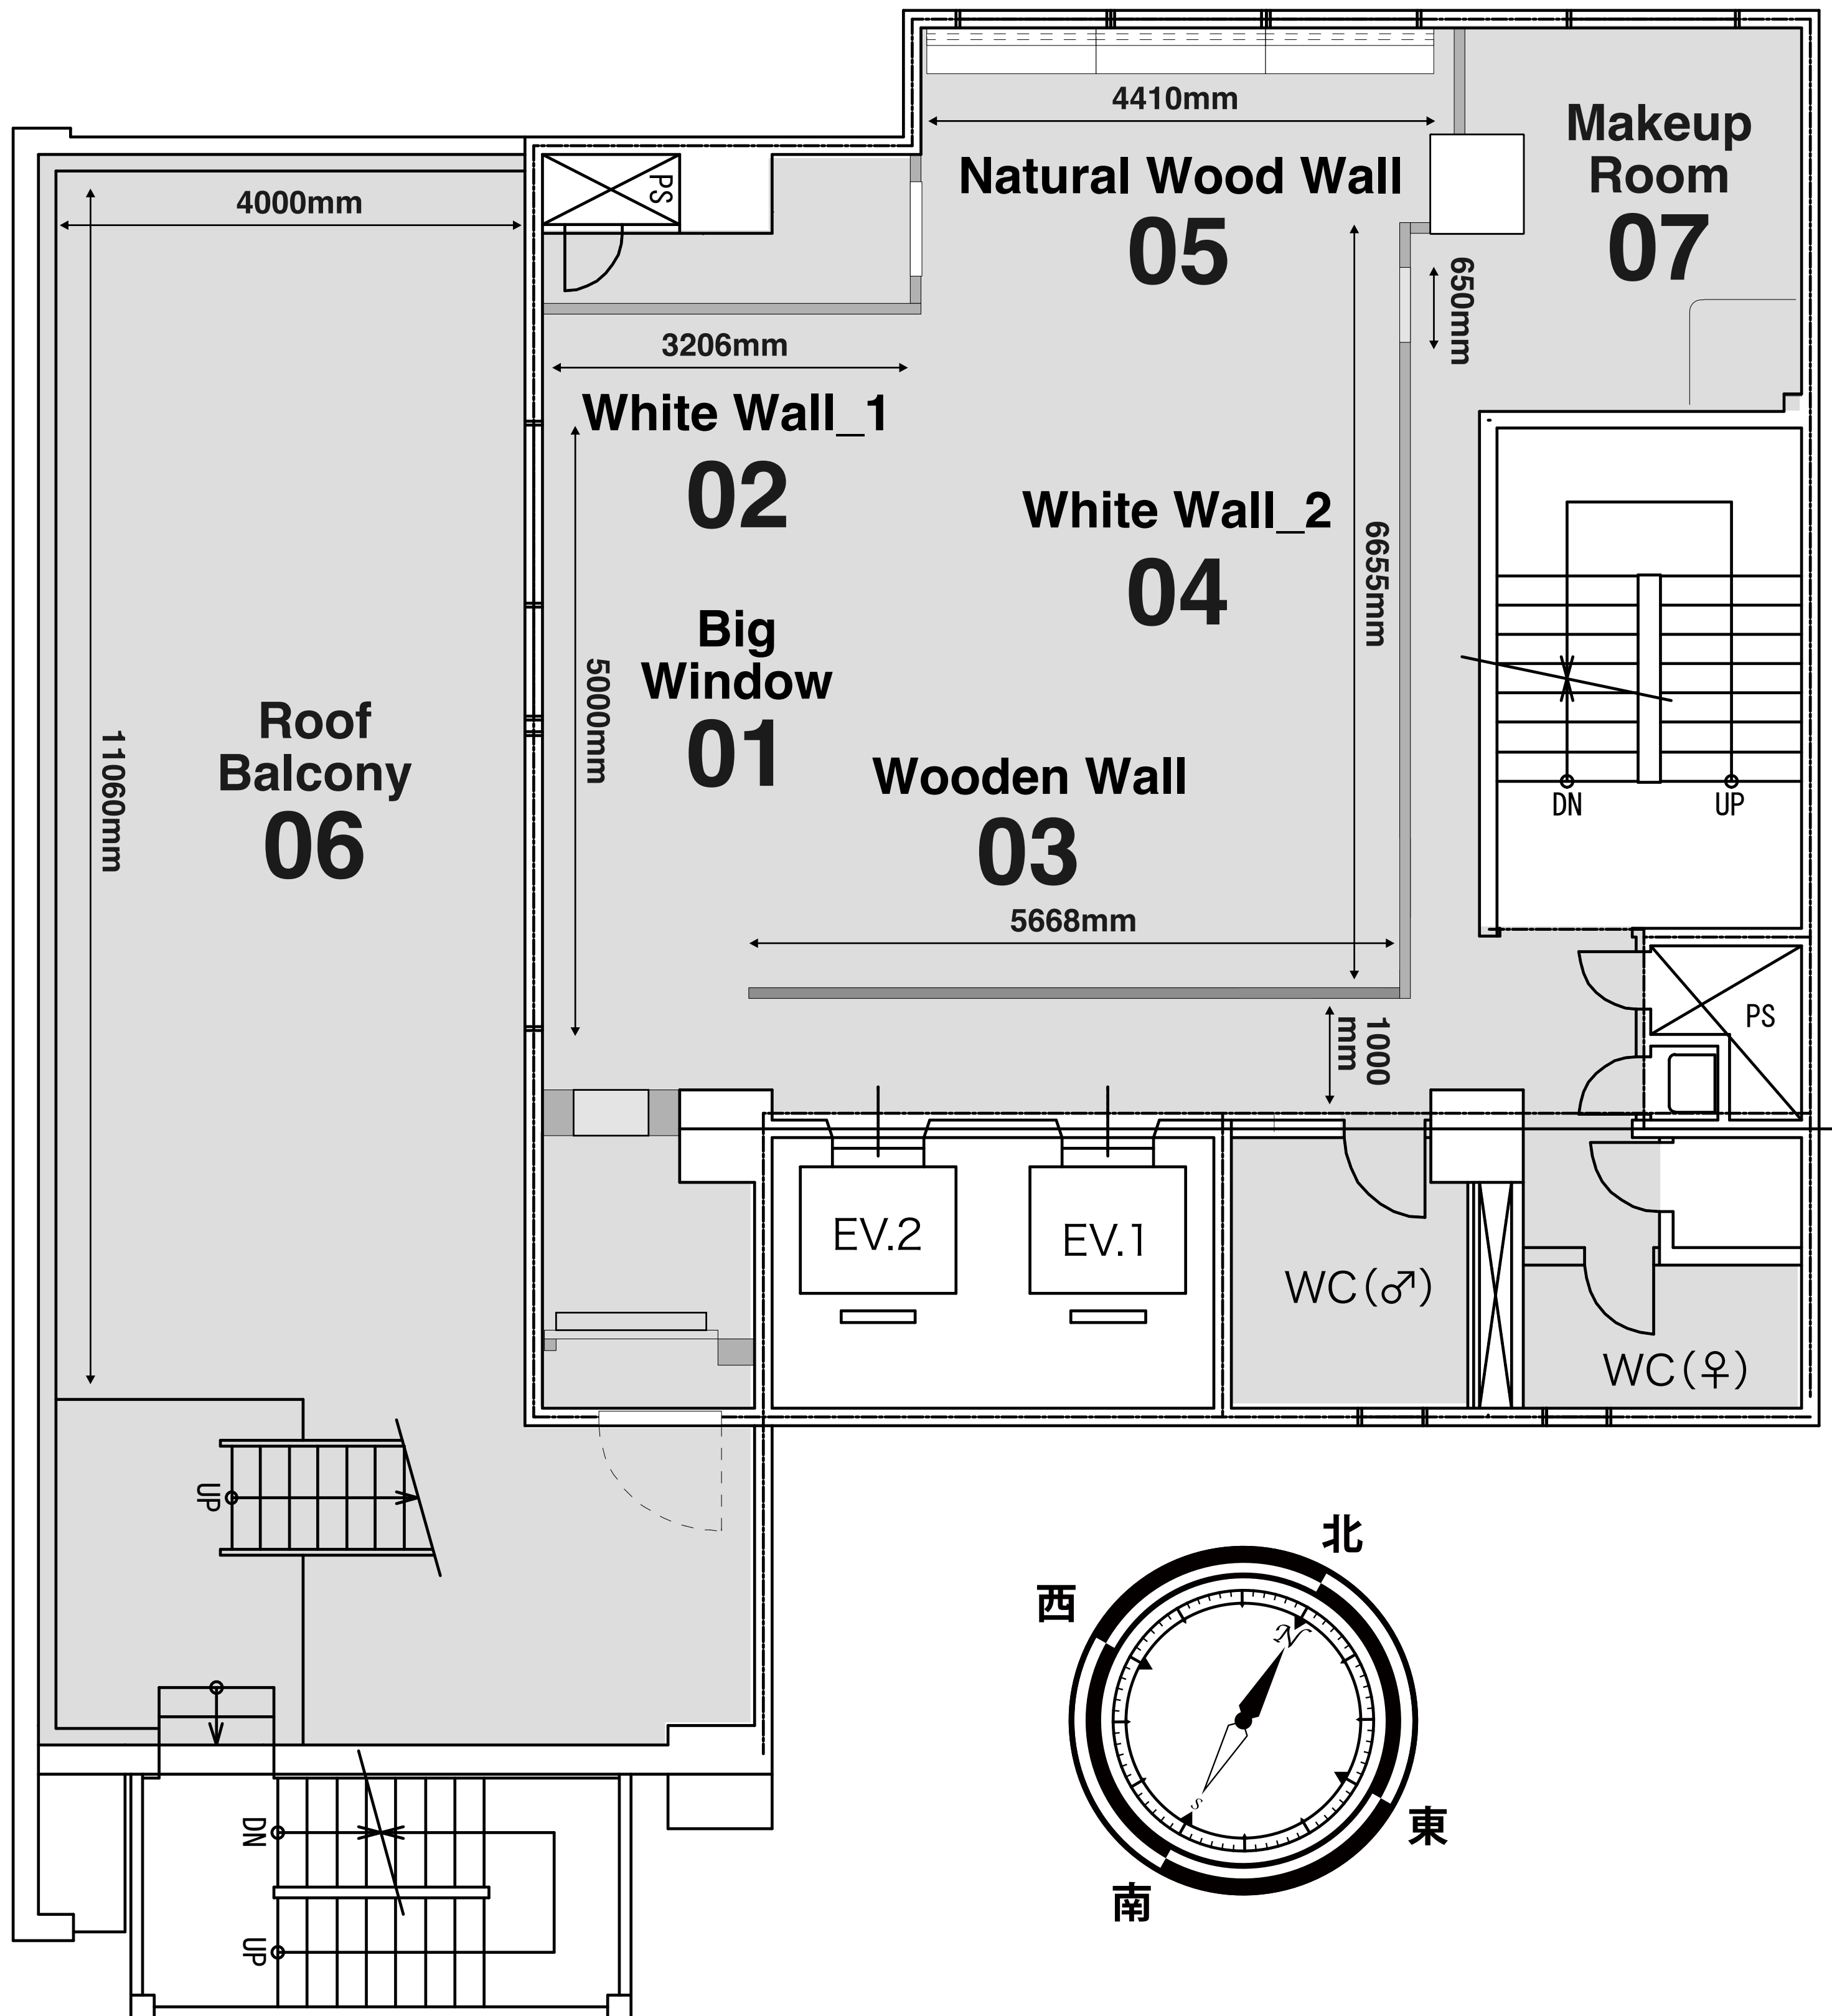 4410mm
Makeup
Room
07
Natural Wood Wall
05
PS
4000mm
650mm
3206mm
White Wall_1
02
White Wall_2
04
6655mm
Big
Window
01
5000mm
Roof
Balcony
06
11060mm
Wooden Wall
03
5668mm
DN
UP
PS
1000
mm
EV.2
EV.1
WC(♂)
WC(♀)
UP
北
西
N
S
東
南
DN
UP